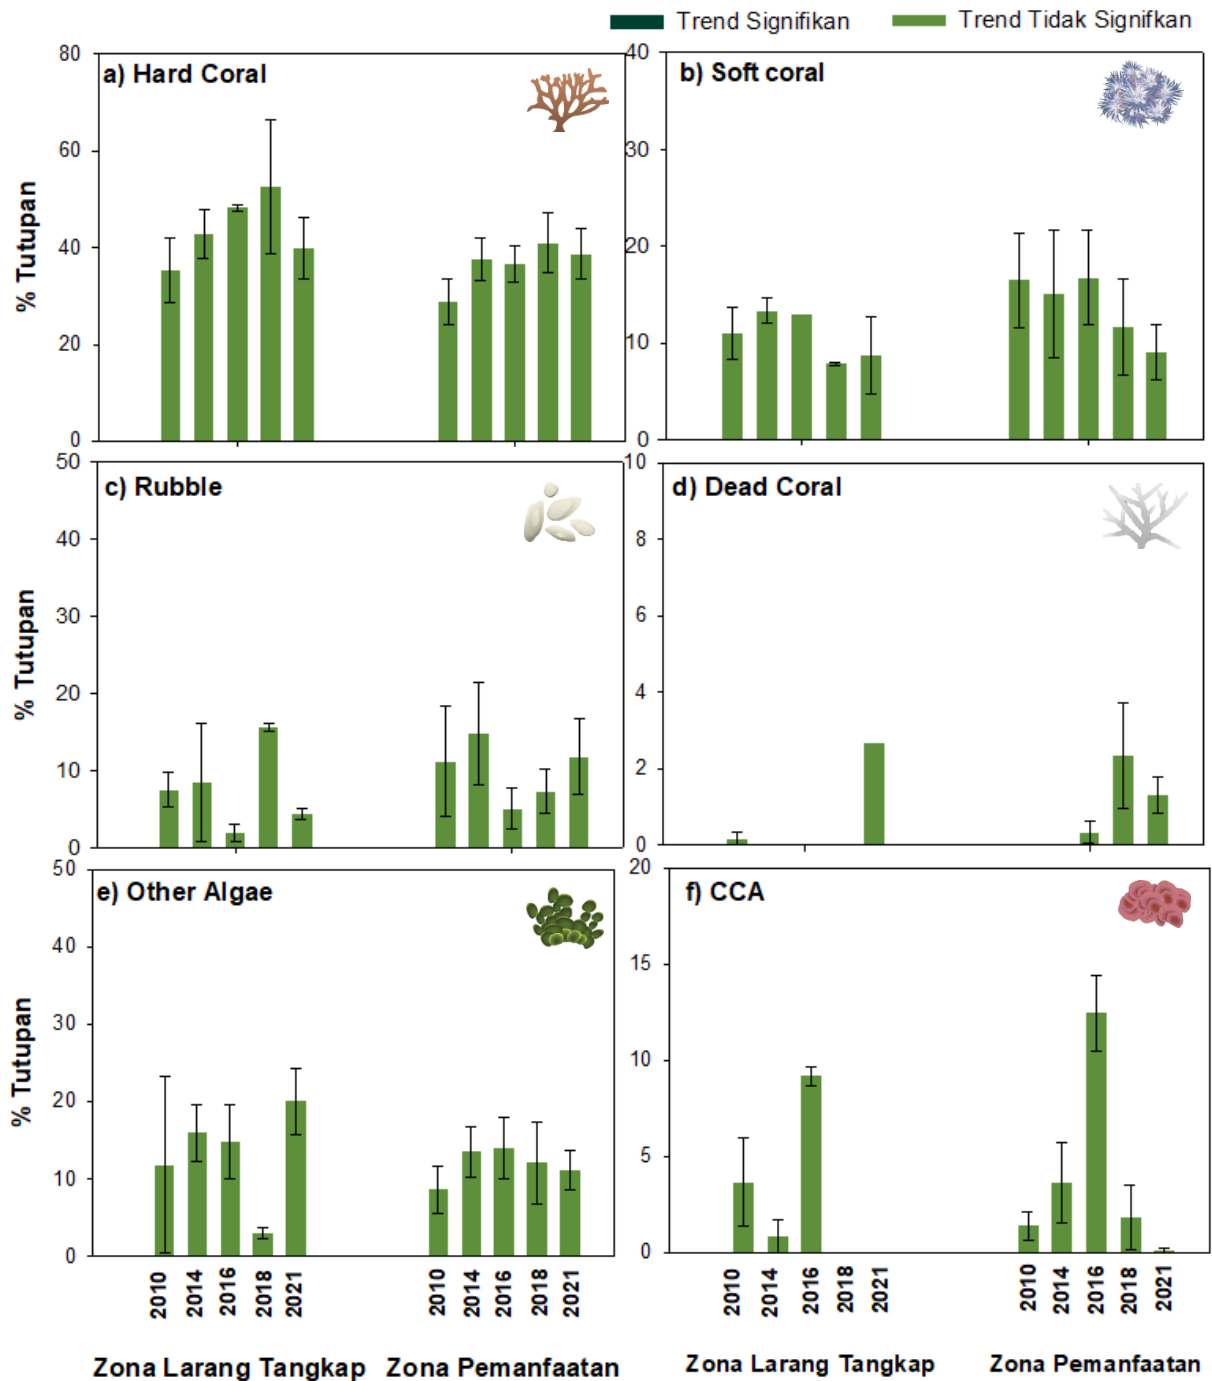 Trend Signifikan
Trend Tidak Signifkan
a) Hard Coral
% Tutupan
80
60
40
20
0
b) Soft coral
40
30
20
10
0
c) Rubble
% Tutupan
50
40
30
20
10
0
d) Dead Coral
10
8
6
4
2
0
e) Other Algae
% Tutupan
50
40
30
20
10
0
2010 2014 2016 2018 2021
2010 2014 2016 2018 2021
Zona Larang Tangkap
Zona Pemanfaatan
f) CCA
20
15
10
5
0
2010 2014 2016 2018 2021
2010 2014 2016 2018 2021
Zona Larang Tangkap
Zona Pemanfaatan